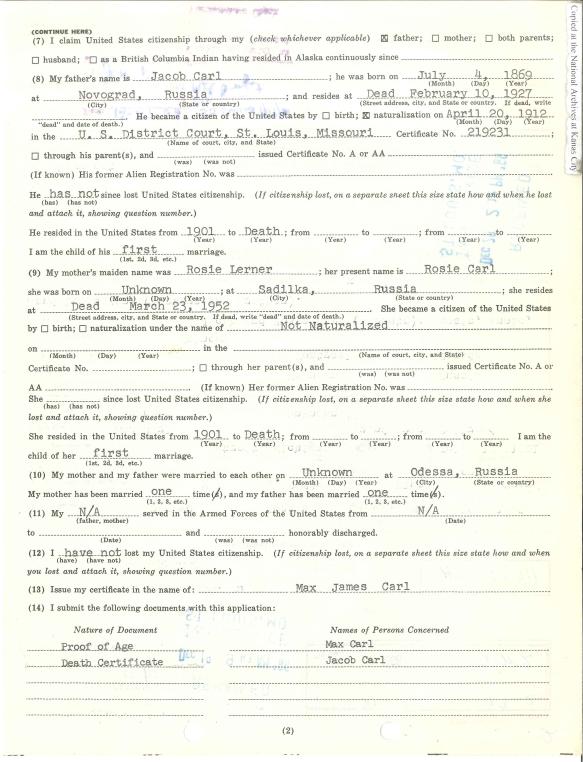 (CONTINUE HERE)
(7) I claim United States citizenship through my (check whichever applicable) ☒ father; ☐ mother; ☐ both parents;
☐ husband; ☐ as a British Columbia Indian having resided in Alaska continuously since
(8) My father's name is Jacob Carl; he was born on July 4, 1869
(Month) (Day) (Year)
at Novograd, Russia, and resides at Dead February 10, 1927
(City) (State or country) (Street address, city, and State or country. If dead, write
He became a citizen of the United States by ☐ birth; ☒ naturalization on April 20, 1912
"dead" and date of death.) (Month) (Day) (Year)
in the U. S. District Court, St. Louis, Missouri Certificate No. 219231;
(Name of court, city, and State)
☐ through his parent(s), and issued Certificate No. A or AA
(was) (was not)
(If known) His former Alien Registration No. was
He has not since lost United States citizenship. (If citizenship lost, on a separate sheet this size state how and when he lost
(has) (has not)
and attach it, showing question number.)
He resided in the United States from 1901 to Death; from to ; from to
(Year) (Year) (Year) (Year) (Year) (Year)
I am the child of his first marriage.
(1st, 2d, 3d, etc.)
(9) My mother's maiden name was Rosie Lerner; her present name is Rosie Carl;
she was born on Unknown; at Sadilka, Russia; she resides
(Month) (Day) (Year) (City) (State or country)
at Dead March 23, 1952 She became a citizen of the United States
(Street address, city, and State or country. If dead, write "dead" and date of death.)
by ☐ birth; ☐ naturalization under the name of Not Naturalized
on in the
(Month) (Day) (Year) (Name of court, city, and State)
Certificate No. ; ☐ through her parent(s), and issued Certificate No. A or
(was) (was not)
AA (If known) Her former Alien Registration No. was
She since lost United States citizenship. (If citizenship lost, on a separate sheet this size state how and when she
(has) (has not)
lost and attach it, showing question number.)
She resided in the United States from 1901 to Death; from to ; from to I am the
(Year) (Year) (Year) (Year) (Year) (Year)
child of her first marriage.
(1st, 2d, 3d, etc.)
(10) My mother and my father were married to each other on Unknown at Odessa, Russia
(Month) (Day) (Year) (City) (State or country)
My mother has been married one time(s), and my father has been married one time(s).
(1, 2, 3, etc.) (1, 2, 3, etc.)
(11) My N/A served in the Armed Forces of the United States from N/A
(father, mother) (Date)
to and honorably discharged.
(Date) (was) (was not)
(12) I have not lost my United States citizenship. (If citizenship lost, on a separate sheet this size state how and when
(have) (have not)
you lost and attach it, showing question number.)
(13) Issue my certificate in the name of: Max James Carl
(14) I submit the following documents with this application:
Nature of Document Names of Persons Concerned
Proof of Age Max Carl
Death Certificate Jacob Carl
(2)
Copied at the National Archives at Kansas City